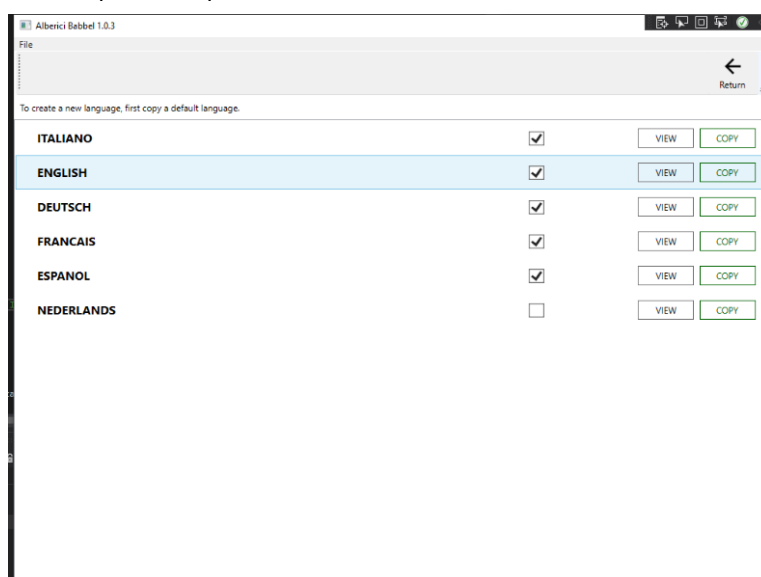 Alberici Babbel 1.0.3
File
Return
To create a new language, first copy a default language.
ITALIANO VIEW COPY
ENGLISH VIEW COPY
DEUTSCH VIEW COPY
FRANCAIS VIEW COPY
ESPANOL VIEW COPY
NEDERLANDS VIEW COPY